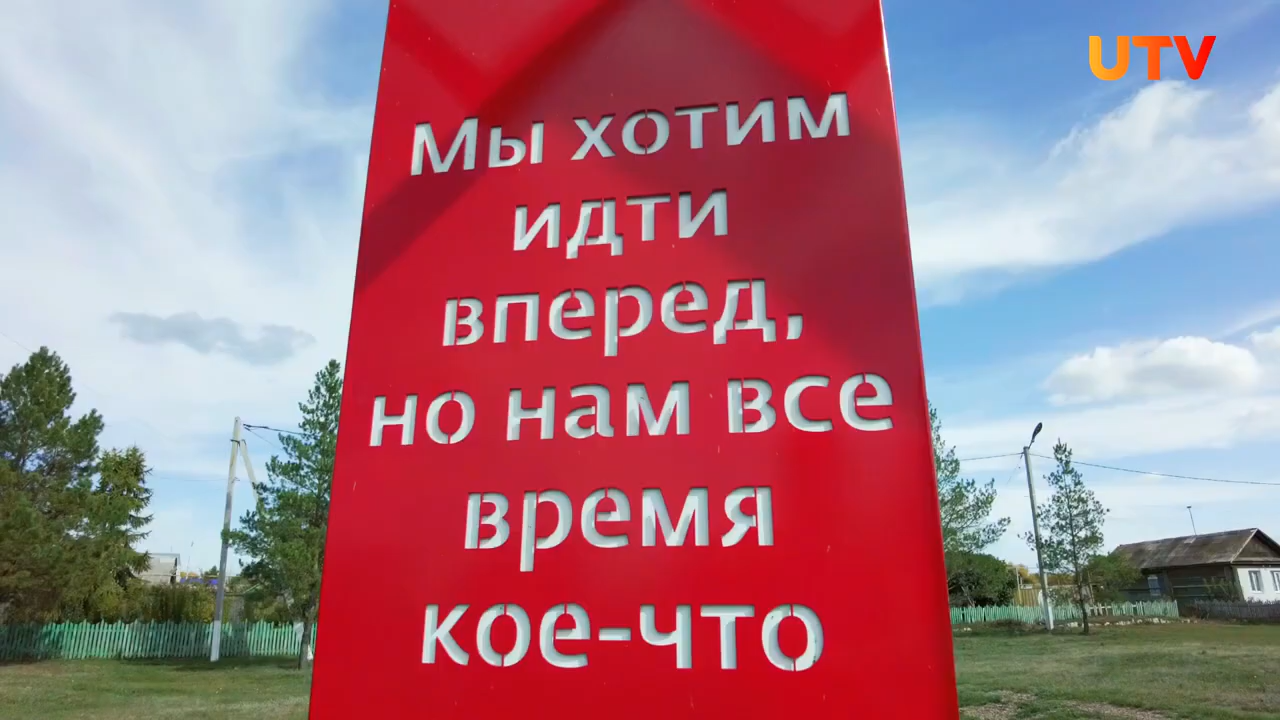 UTV
Мы хотим
идти
вперед,
но нам все
время
кое-что